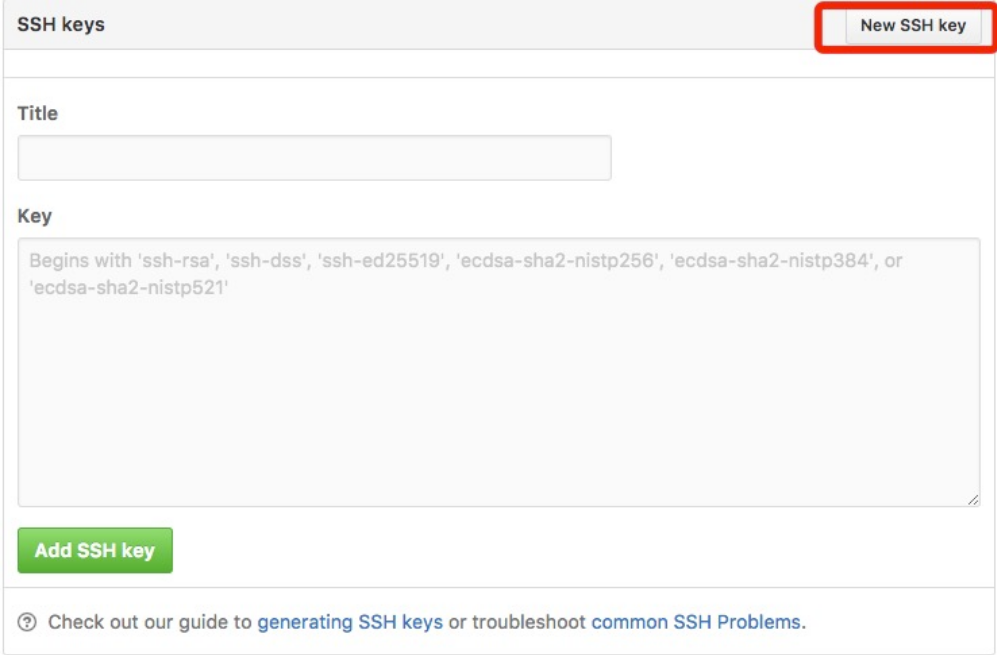 SSH keys
New SSH key
Title
Key
Begins with 'ssh-rsa', 'ssh-dss', 'ssh-ed25519', 'ecdsa-sha2-nistp256', 'ecdsa-sha2-nistp384', or
'ecdsa-sha2-nistp521'
Add SSH key
Check out our guide to generating SSH keys or troubleshoot common SSH Problems.